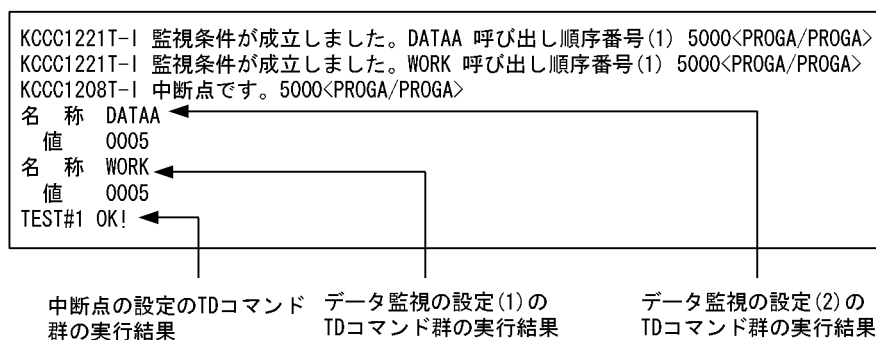 KCCC1221T-I 監視条件が成立しました。DATAA 呼び出し順序番号(1) 5000<PROGA/PROGA>
KCCC1221T-I 監視条件が成立しました。WORK 呼び出し順序番号(1) 5000<PROGA/PROGA>
KCCC1208T-I 中断点です。5000<PROGA/PROGA>
名 称 DATAA
値 0005
名 称 WORK
値 0005
TEST#1 OK!
中断点の設定のTDコマンド
群の実行結果
データ監視の設定(1)の
TDコマンド群の実行結果
データ監視の設定(2)の
TDコマンド群の実行結果